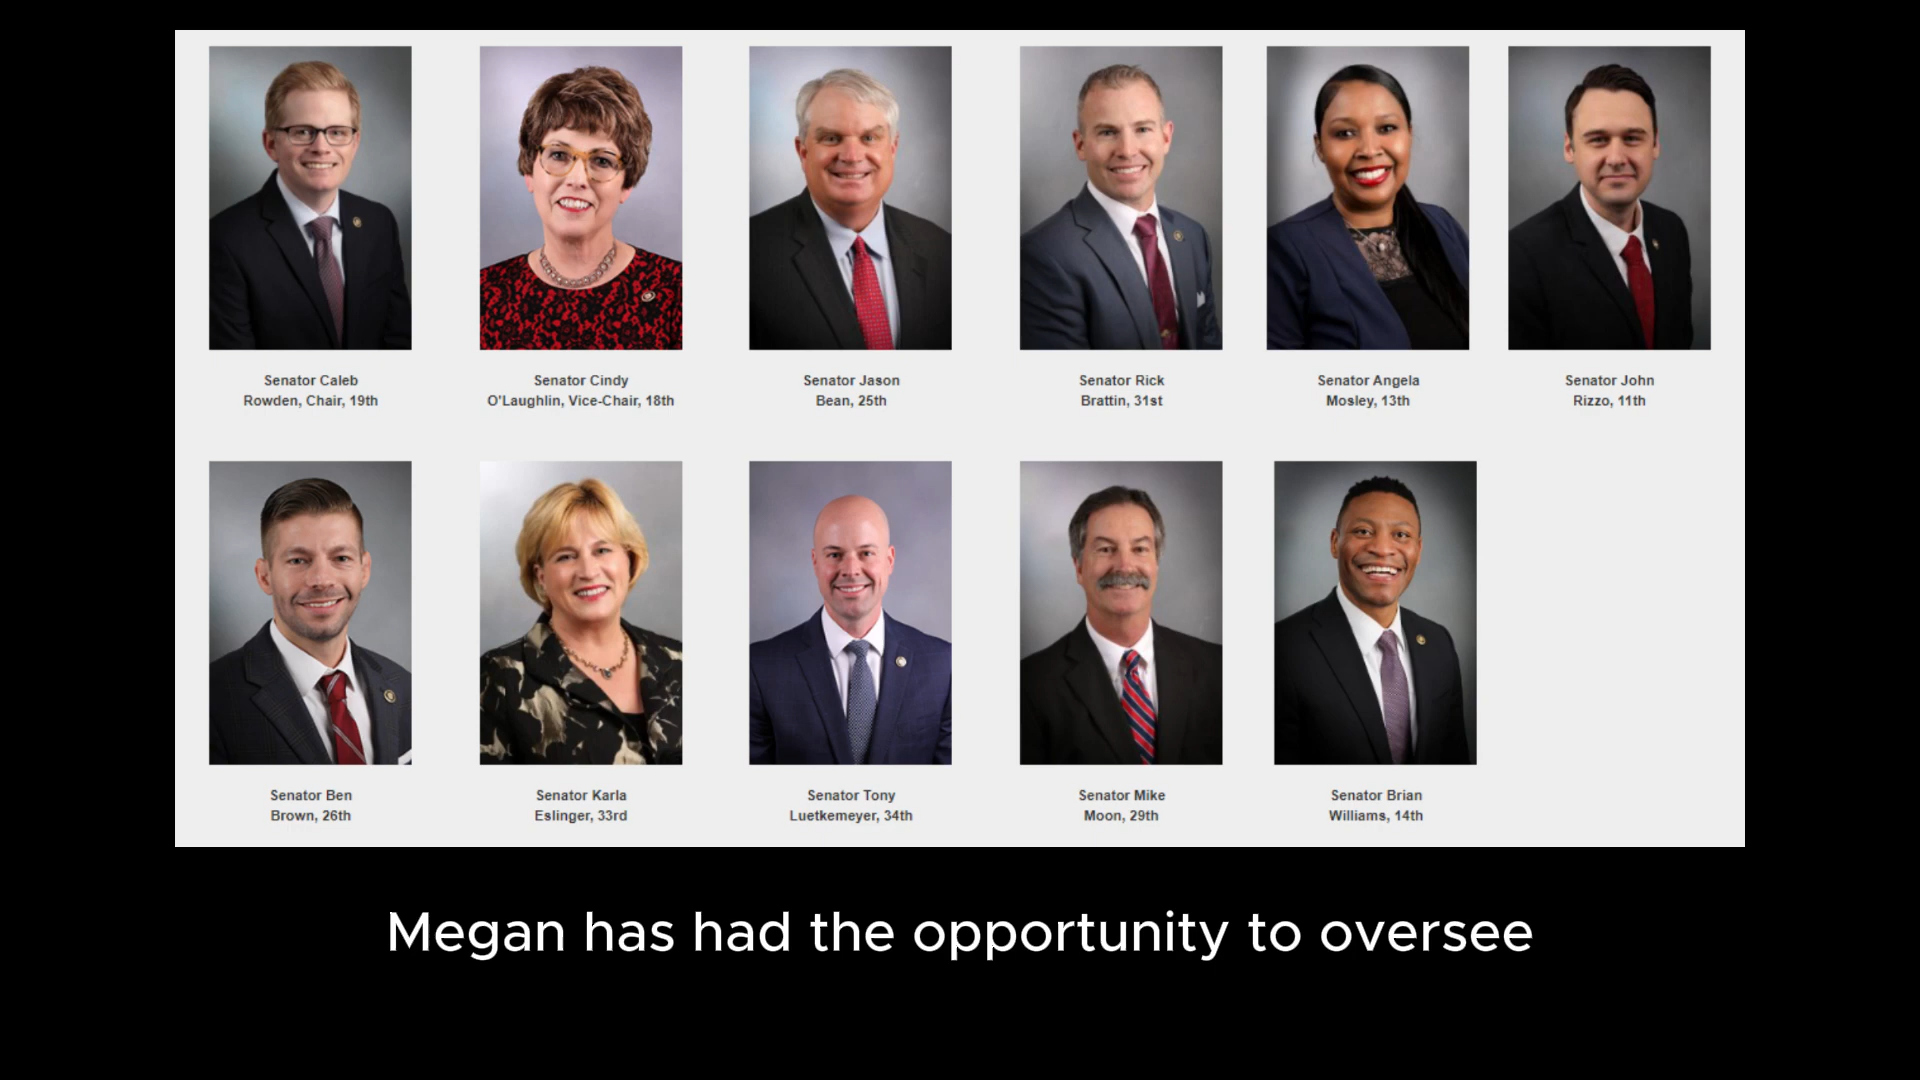 Senator Caleb
Rowden, Chair, 19th
Senator Cindy
O'Laughlin, Vice-Chair, 18th
Senator Jason
Bean, 25th
Senator Rick
Brattin, 31st
Senator Angela
Mosley, 13th
Senator John
Rizzo, 11th
Senator Ben
Brown, 26th
Senator Karla
Eslinger, 33rd
Senator Tony
Luetkemeyer, 34th
Senator Mike
Moon, 29th
Senator Brian
Williams, 14th
Megan has had the opportunity to oversee